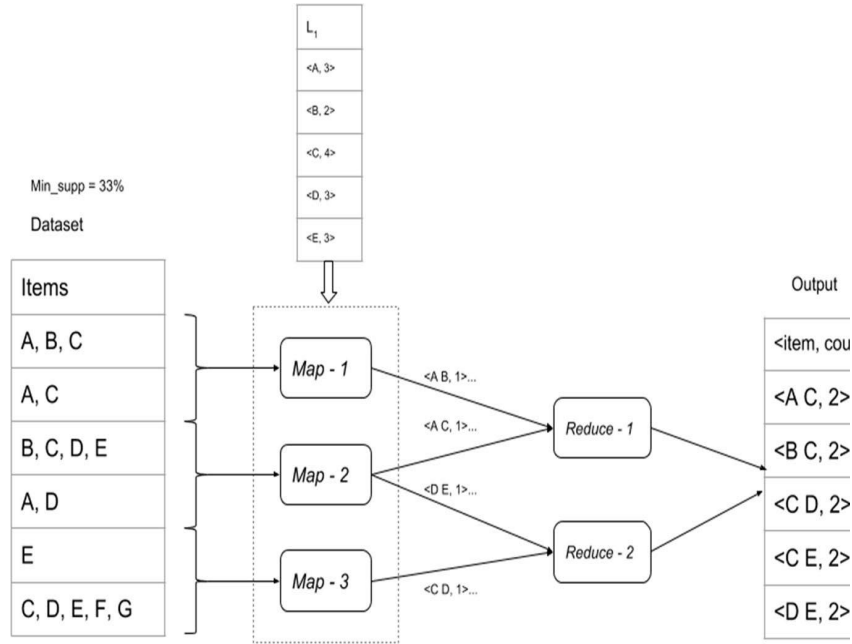 L1
<A, 3>
<B, 2>
<C, 4>
<D, 3>
<E, 3>
Min_supp = 33%
Dataset
Items
A, B, C
A, C
B, C, D, E
A, D
E
C, D, E, F, G
Map - 1
Map - 2
Map - 3
<A B, 1>...
<A C, 1>...
<D E, 1>...
<C D, 1>...
Reduce - 1
Reduce - 2
Output
<item, cou
<A C, 2>
<B C, 2>
<C D, 2>
<C E, 2>
<D E, 2>